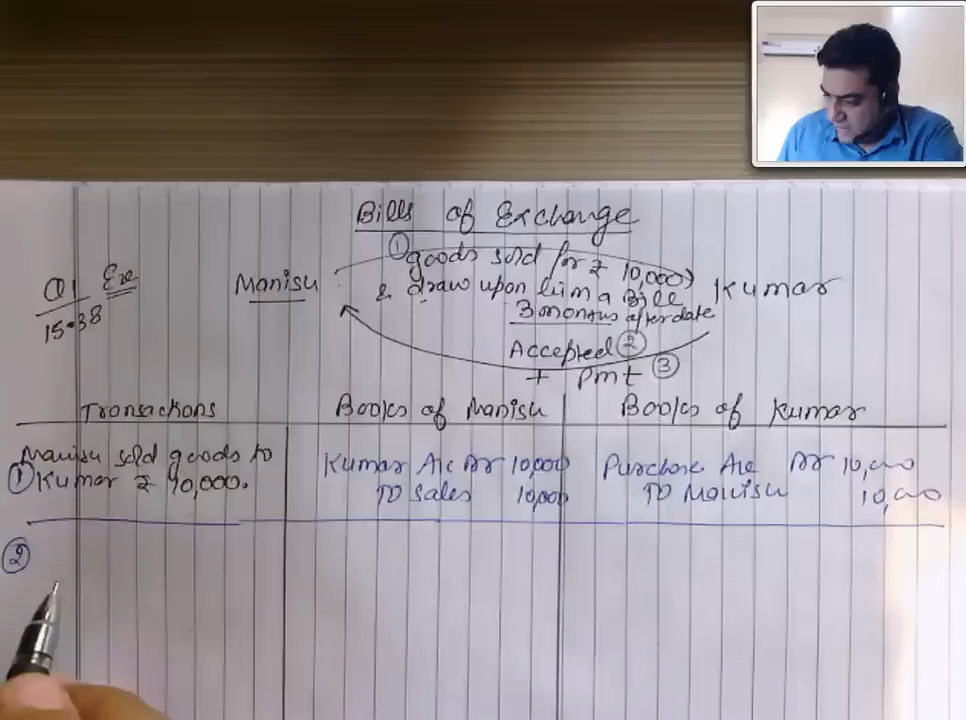 Bills of Exchange
① goods sold for ₹ 10,000
Q1 Exe
15.38
Manish
& draw upon him a Bill
Kumar
3 months after date
Accepted ②
+ Pmt ③
Transactions
Books of Manish
Books of Kumar
Manish sold goods to
① Kumar ₹ 10,000.
Kumar A/c Dr 10,000
To Sales 10,000
Purchase A/c Dr 10,000
To Manish 10,000
②